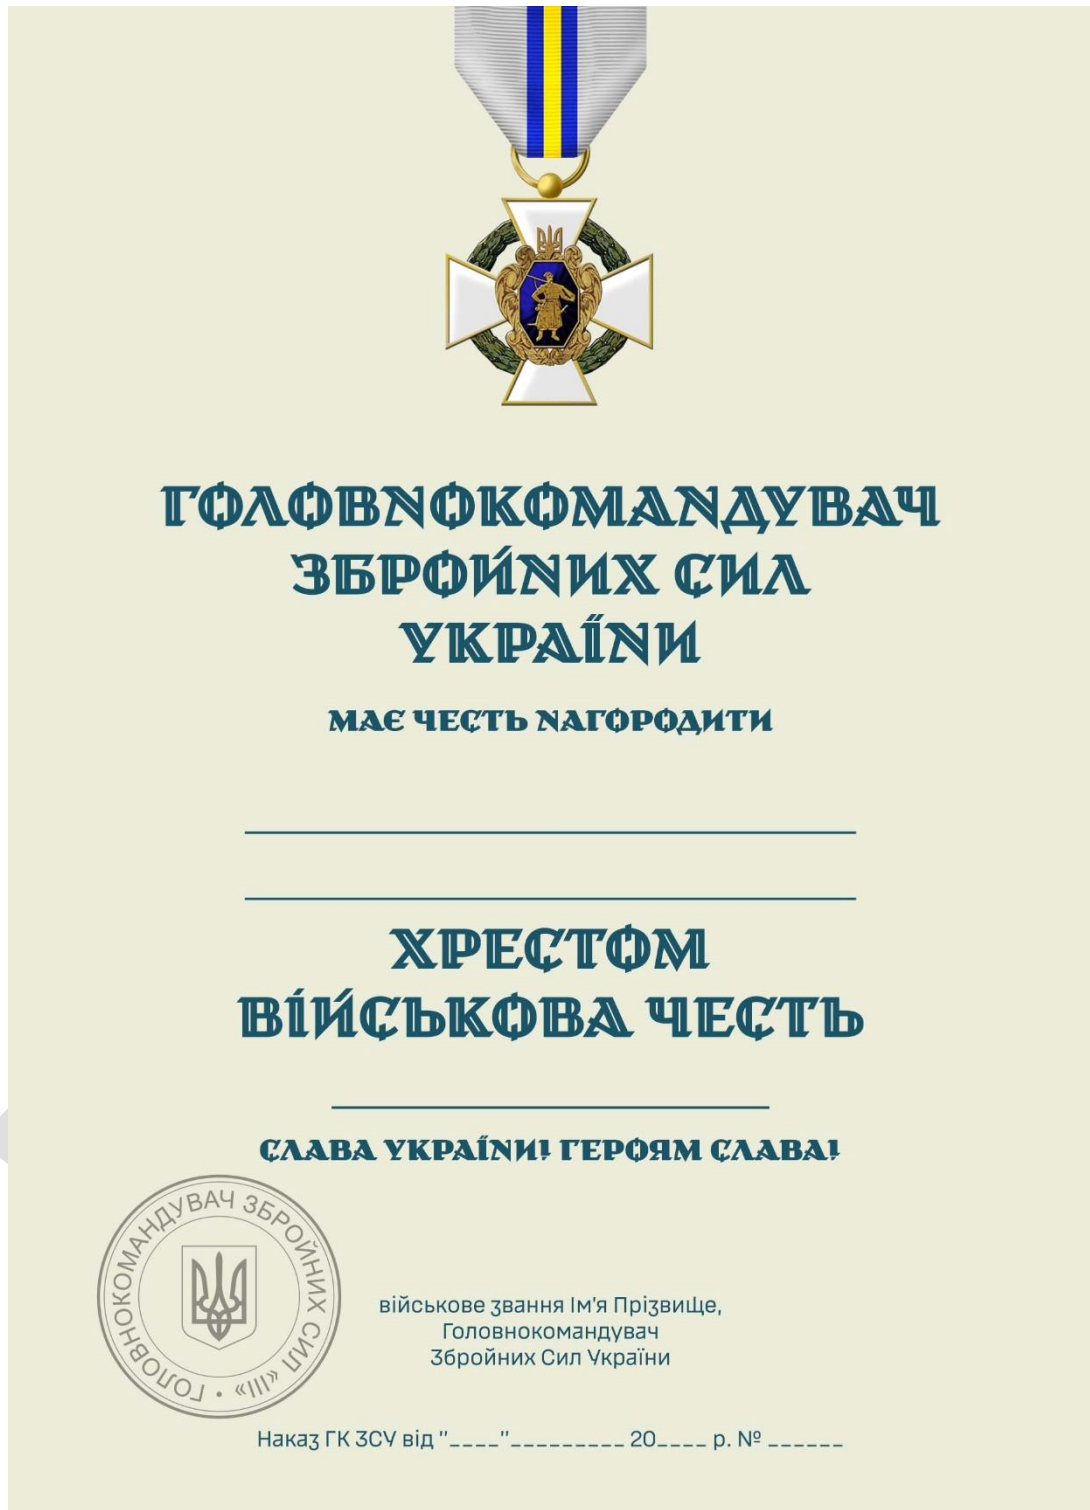 ГОЛОВНОКОМАНДУВАЧ
ЗБРОЙНИХ СИЛ
УКРАЇНИ
МАЄ ЧЕСТЬ НАГОРОДИТИ
ХРЕСТОМ
ВІЙСЬКОВА ЧЕСТЬ
СЛАВА УКРАЇНИ! ГЕРОЯМ СЛАВА!
ГОЛОВНОКОМАНДУВАЧ ЗБРОЙНИХ СИЛ «ІІІ» •
військове звання Ім'я Прізвище,
Головнокомандувач
Збройних Сил України
Наказ ГК ЗСУ від "____"_________ 20____ р. № ______